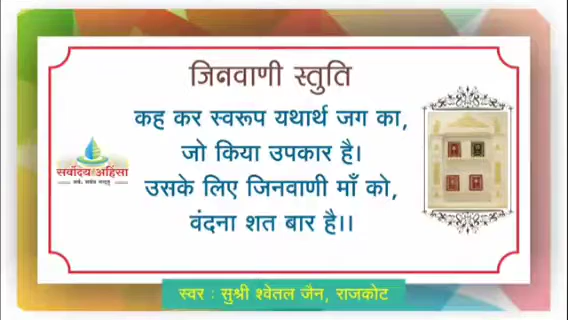 जिनवाणी स्तुति
कह कर स्वरूप यथार्थ जग का,
जो किया उपकार है।
उसके लिए जिनवाणी माँ को,
वंदना शत बार है।।
सर्वोदय अहिंसा
स्वर : सुश्री श्वेतल जैन, राजकोट